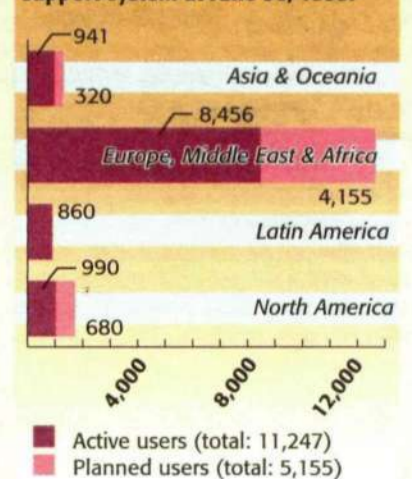 941
Asia & Oceania
320
8,456
Europe, Middle East & Africa
4,155
860
Latin America
990
North America
680
4,000
8,000
12,000
Active users (total: 11,247)
Planned users (total: 5,155)